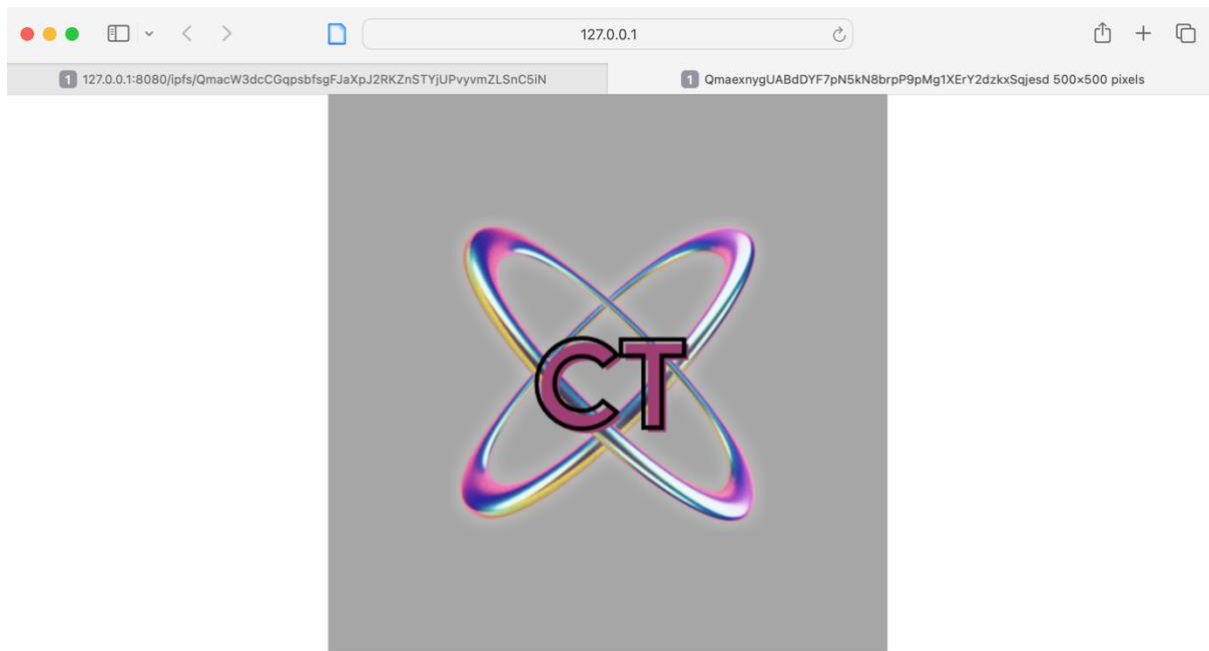 127.0.0.1
1 127.0.0.1:8080/ipfs/QmacW3dcCGqpsbfsgFJaXpJ2RKZnSTYjUPvyvmZLSnC5iN
1 QmaexnygUABdDYF7pN5kN8brpP9pMg1XErY2dzkxSqjesd 500×500 pixels
CT